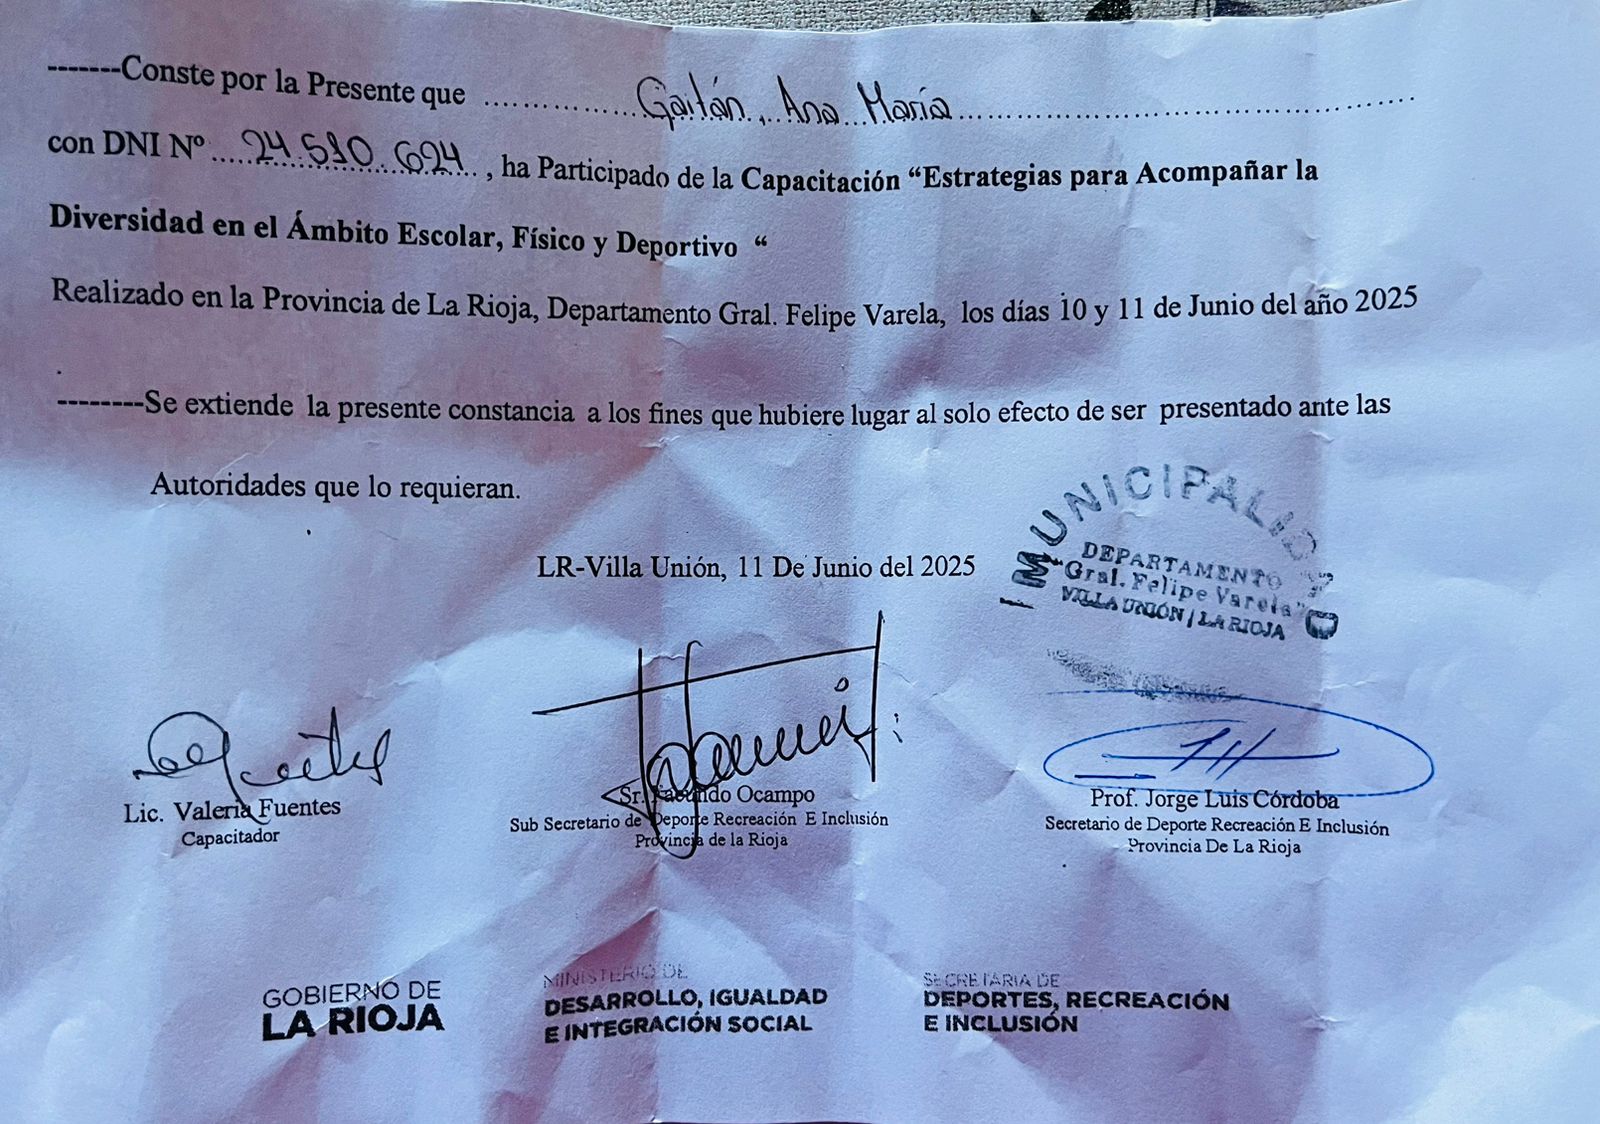 -------Conste por la Presente que ..............Gaitán, Ana María..............................................
con DNI Nº ....24.510.694...., ha Participado de la Capacitación “Estrategias para Acompañar la
Diversidad en el Ámbito Escolar, Físico y Deportivo “
Realizado en la Provincia de La Rioja, Departamento Gral. Felipe Varela, los días 10 y 11 de Junio del año 2025
.
--------Se extiende la presente constancia a los fines que hubiere lugar al solo efecto de ser presentado ante las
Autoridades que lo requieran.
LR-Villa Unión, 11 De Junio del 2025
MUNICIPALIDAD
DEPARTAMENTO
"Gral. Felipe Varela"
VILLA UNIÓN / LA RIOJA
Lic. Valeria Fuentes
Capacitador
Sr. Facundo Ocampo
Sub Secretario de Deporte Recreación E Inclusión
Provincia de la Rioja
Prof. Jorge Luis Córdoba
Secretario de Deporte Recreación E Inclusión
Provincia De La Rioja
GOBIERNO DE
LA RIOJA
MINISTERIO DE
DESARROLLO, IGUALDAD
E INTEGRACIÓN SOCIAL
SECRETARIA DE
DEPORTES, RECREACIÓN
E INCLUSIÓN